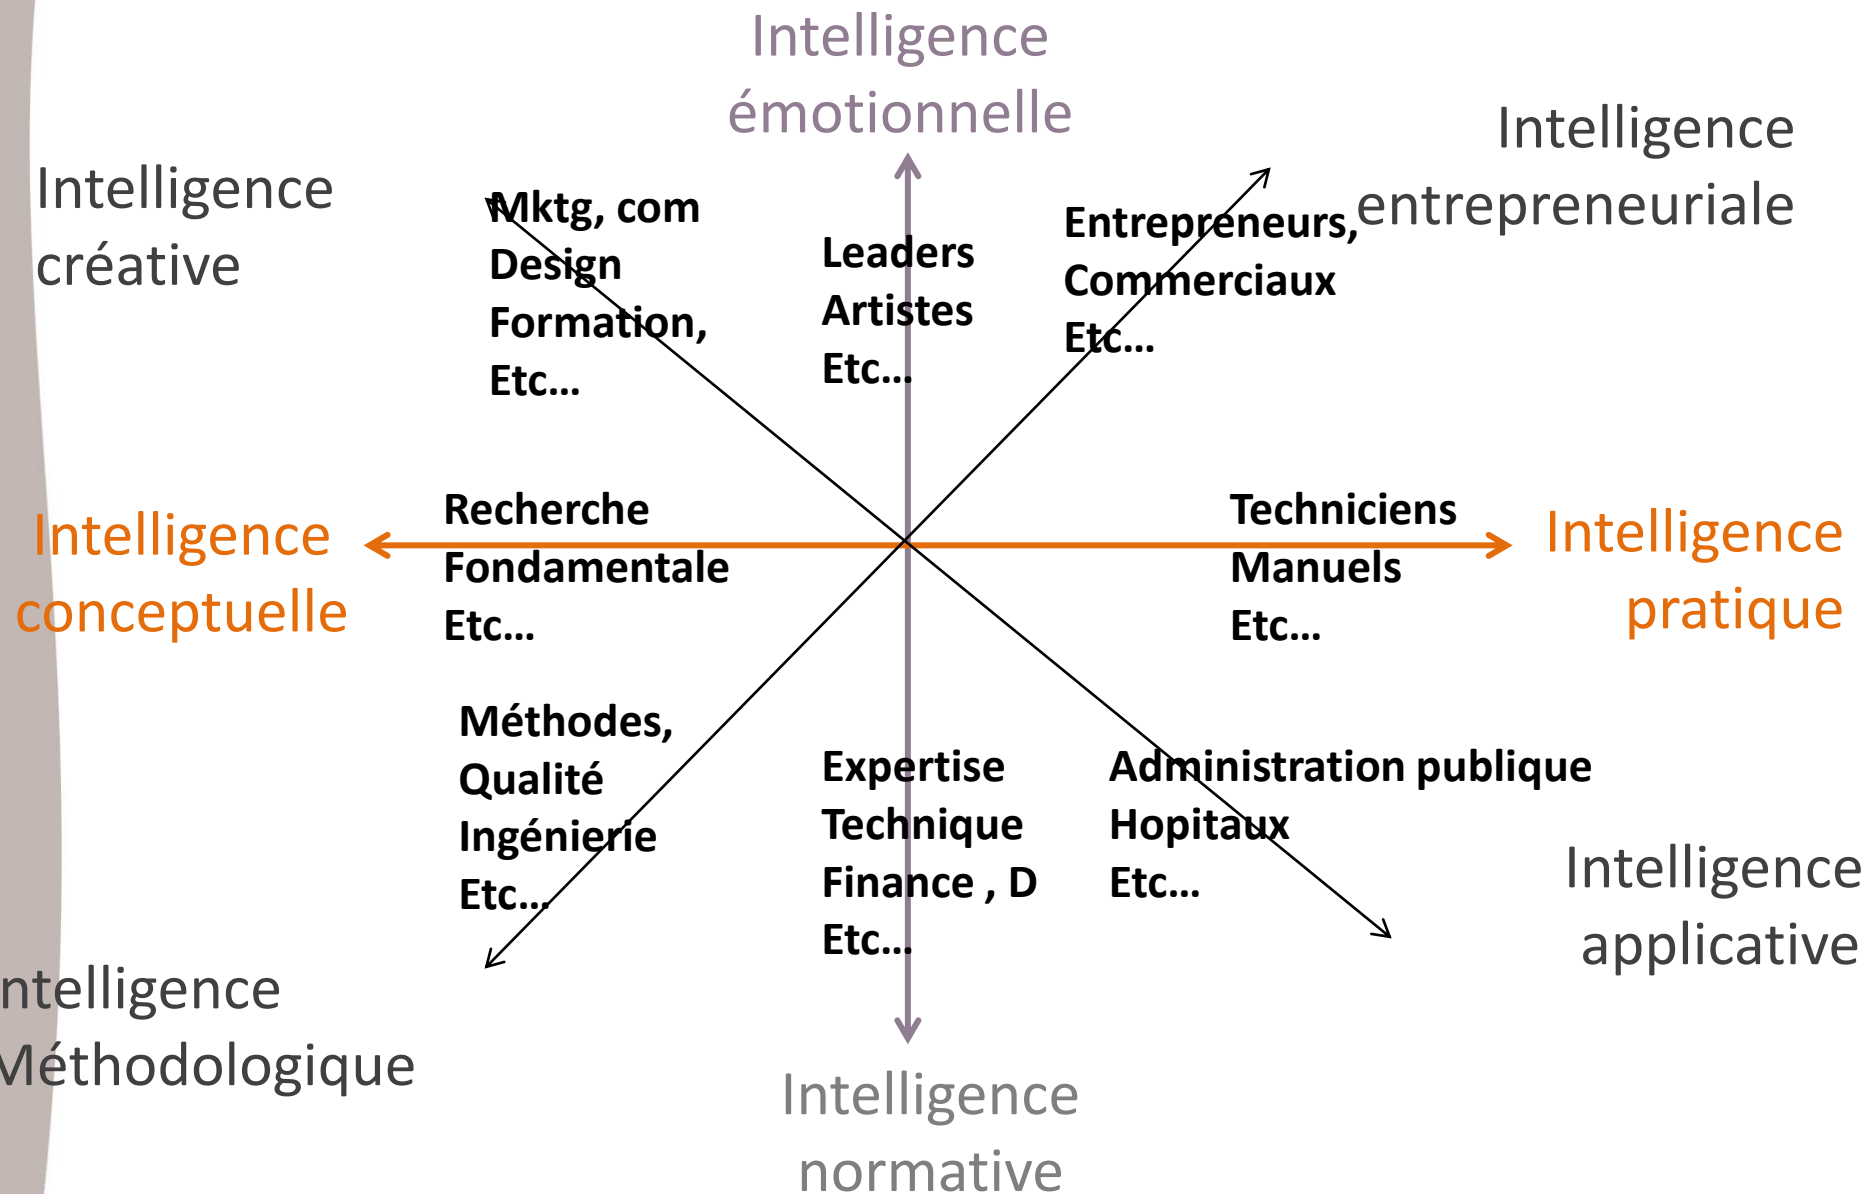 Intelligence
émotionnelle
Intelligence
entrepreneuriale
Intelligence
créative
Mktg, com
Design
Formation,
Etc...
Leaders
Artistes
Etc...
Entrepreneurs,
Commerciaux
Etc...
Intelligence
conceptuelle
Recherche
Fondamentale
Etc...
Techniciens
Manuels
Etc...
Intelligence
pratique
Méthodes,
Qualité
Ingénierie
Etc...
Expertise
Technique
Finance , D
Etc...
Administration publique
Hopitaux
Etc...
Intelligence
applicative
ntelligence
Méthodologique
Intelligence
normative